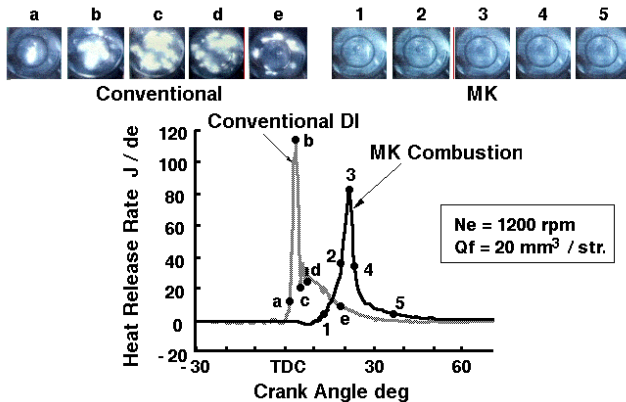 a b c d e 1 2 3 4 5
Conventional MK
Conventional DI
b
MK Combustion
3
2
4
a
c
d
e
1
5
Ne = 1200 rpm
Qf = 20 mm³ / str.
Heat Release Rate J / de
120
100
80
60
40
20
0
- 20
- 30 TDC 30 60
Crank Angle deg